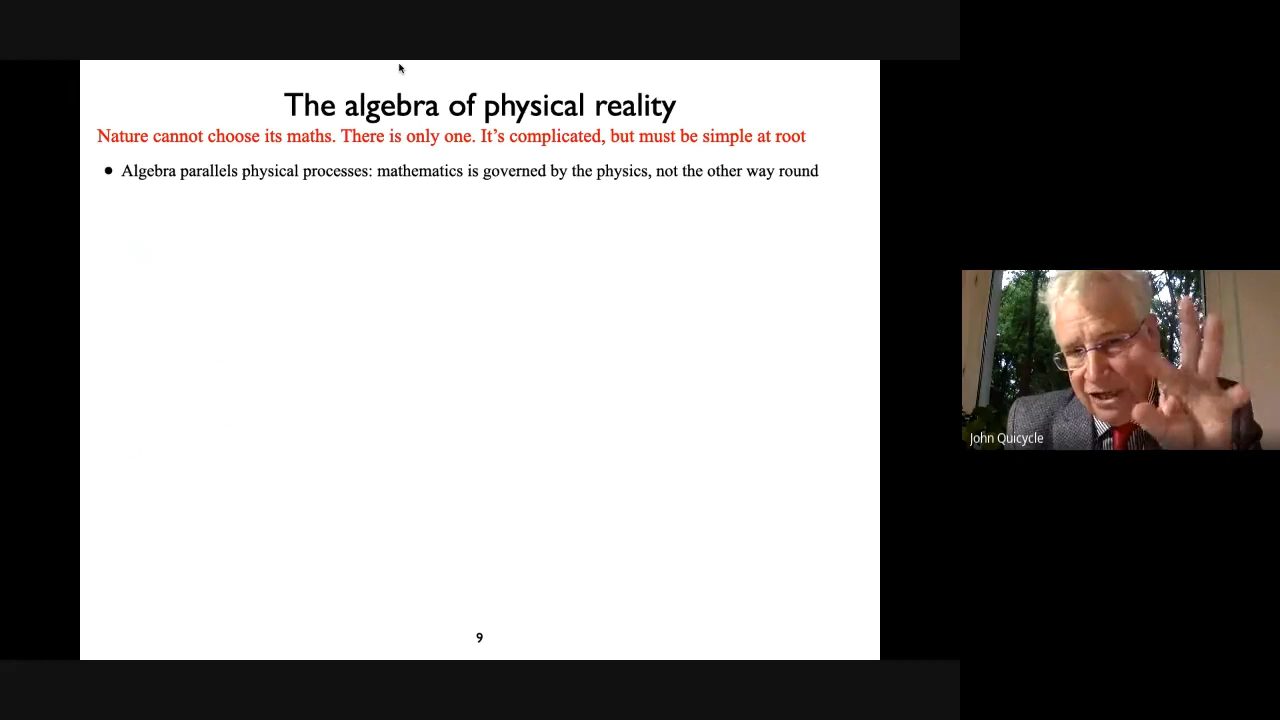 The algebra of physical reality
Nature cannot choose its maths. There is only one. It’s complicated, but must be simple at root
● Algebra parallels physical processes: mathematics is governed by the physics, not the other way round
John Quicycle
9